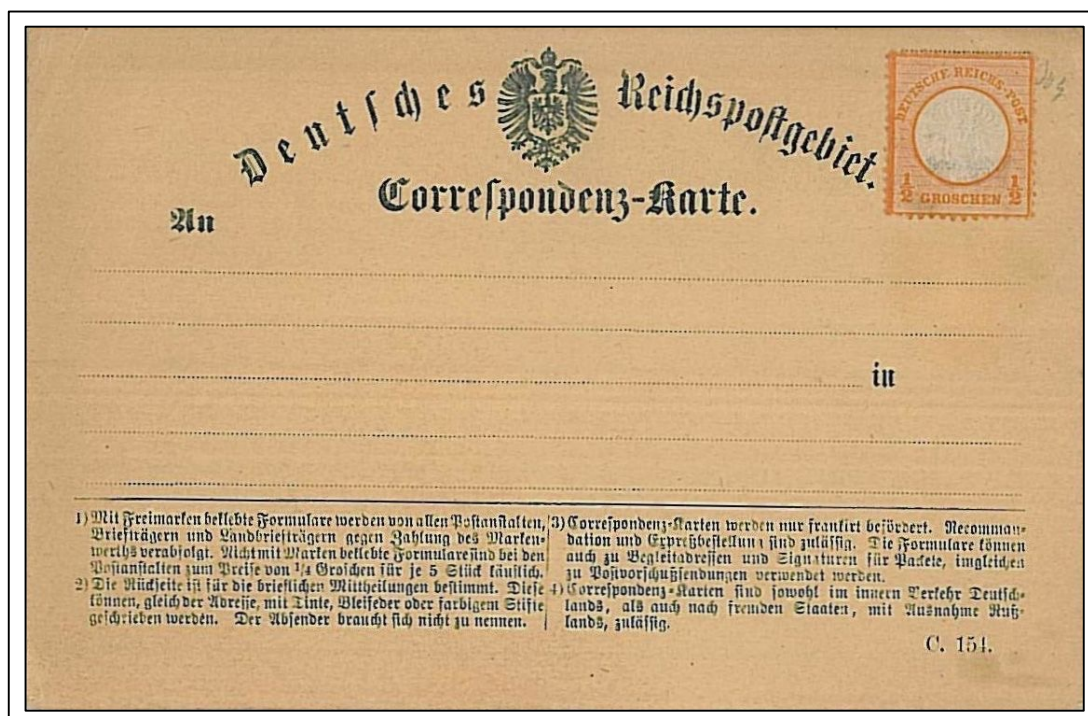 Deutsches Reichspostgebiet.
DEUTSCHE REICHS-POST
½ GROSCHEN ½
Correspondenz-Karte.
An
in
1) Mit Freimarken beklebte Formulare werden von allen Postanstalten,
Briefträgern und Landbriefträgern gegen Zahlung des Marken-
werths verabfolgt. Nicht mit Marken beklebte Formulare sind bei den
Postanstalten zum Preise von ¼ Groschen für je 5 Stück käuflich.
2) Die Rückseite ist für die brieflichen Mittheilungen bestimmt. Diese
können, gleich der Adresse, mit Tinte, Bleifeder oder farbigem Stifte
geschrieben werden. Der Absender braucht sich nicht zu nennen.
3) Correspondenz-Karten werden nur frankirt befördert. Recomman-
dation und Expreßbestellun sind zulässig. Die Formulare können
auch zu Begleitadressen und Signaturen für Packete, imgleichen
zu Postvorschußsendungen verwendet werden.
4) Correspondenz-Karten sind sowohl im innern Verkehr Deutsch-
lands, als auch nach fremden Staaten, mit Ausnahme Ruß-
lands, zulässig.
C. 154.